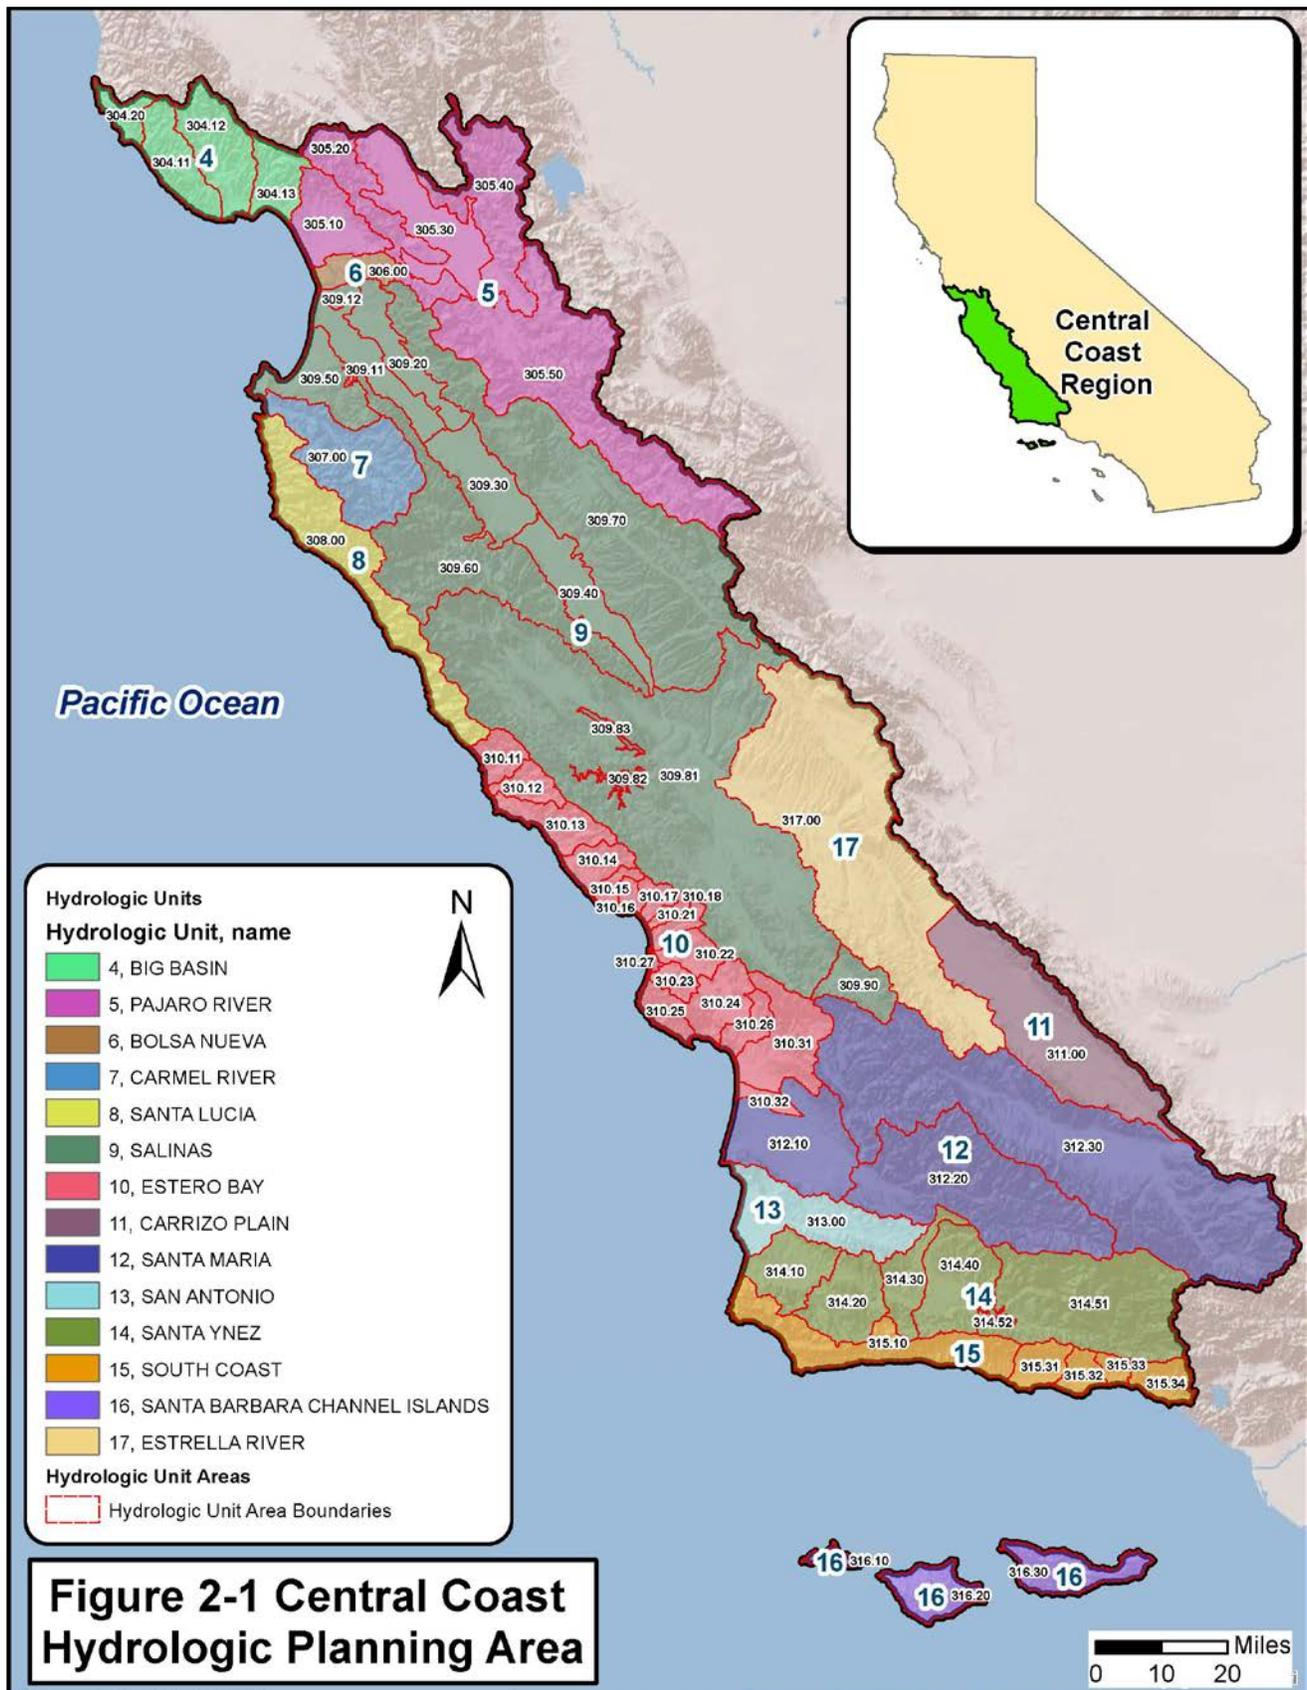 304.20
304.12
304.11
4
304.13
305.20
305.40
305.10
305.30
6
306.00
5
309.12
309.11
309.20
309.50
305.50
307.00
7
309.30
309.70
308.00
8
309.60
309.40
9
Pacific Ocean
309.83
309.82
309.81
310.11
310.12
310.13
310.14
310.15
310.16
310.17
310.18
310.21
10
310.22
310.27
310.23
310.24
310.25
310.26
310.31
310.32
317.00
17
309.90
11
311.00
312.10
12
312.30
312.20
13
313.00
314.10
314.20
314.30
314.40
14
314.51
314.52
315.10
15
315.31
315.32
315.33
315.34
16
316.10
16
316.20
316.30
16
Central
Coast
Region
Hydrologic Units
N
Hydrologic Unit, name
4, BIG BASIN
5, PAJARO RIVER
6, BOLSA NUEVA
7, CARMEL RIVER
8, SANTA LUCIA
9, SALINAS
10, ESTERO BAY
11, CARRIZO PLAIN
12, SANTA MARIA
13, SAN ANTONIO
14, SANTA YNEZ
15, SOUTH COAST
16, SANTA BARBARA CHANNEL ISLANDS
17, ESTRELLA RIVER
Hydrologic Unit Areas
Hydrologic Unit Area Boundaries
Figure 2-1 Central Coast
Hydrologic Planning Area
Miles
0 10 20